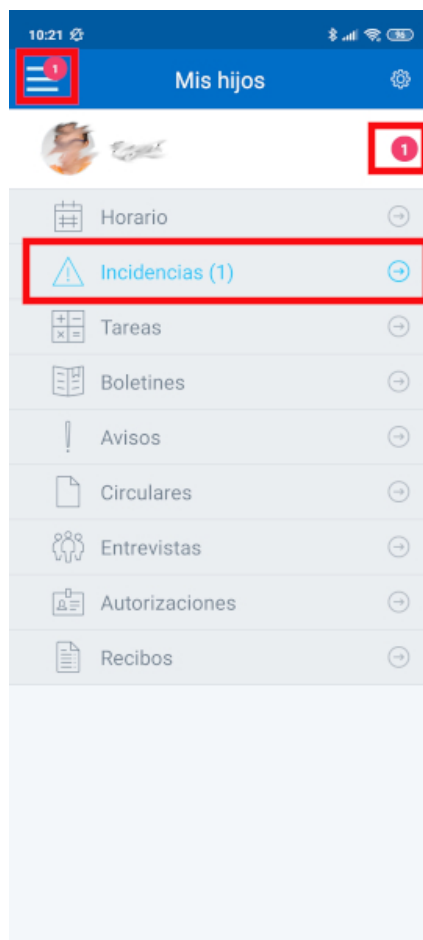 10:21
96
1
Mis hijos
1
Horario
Incidencias (1)
Tareas
Boletines
Avisos
Circulares
Entrevistas
Autorizaciones
Recibos